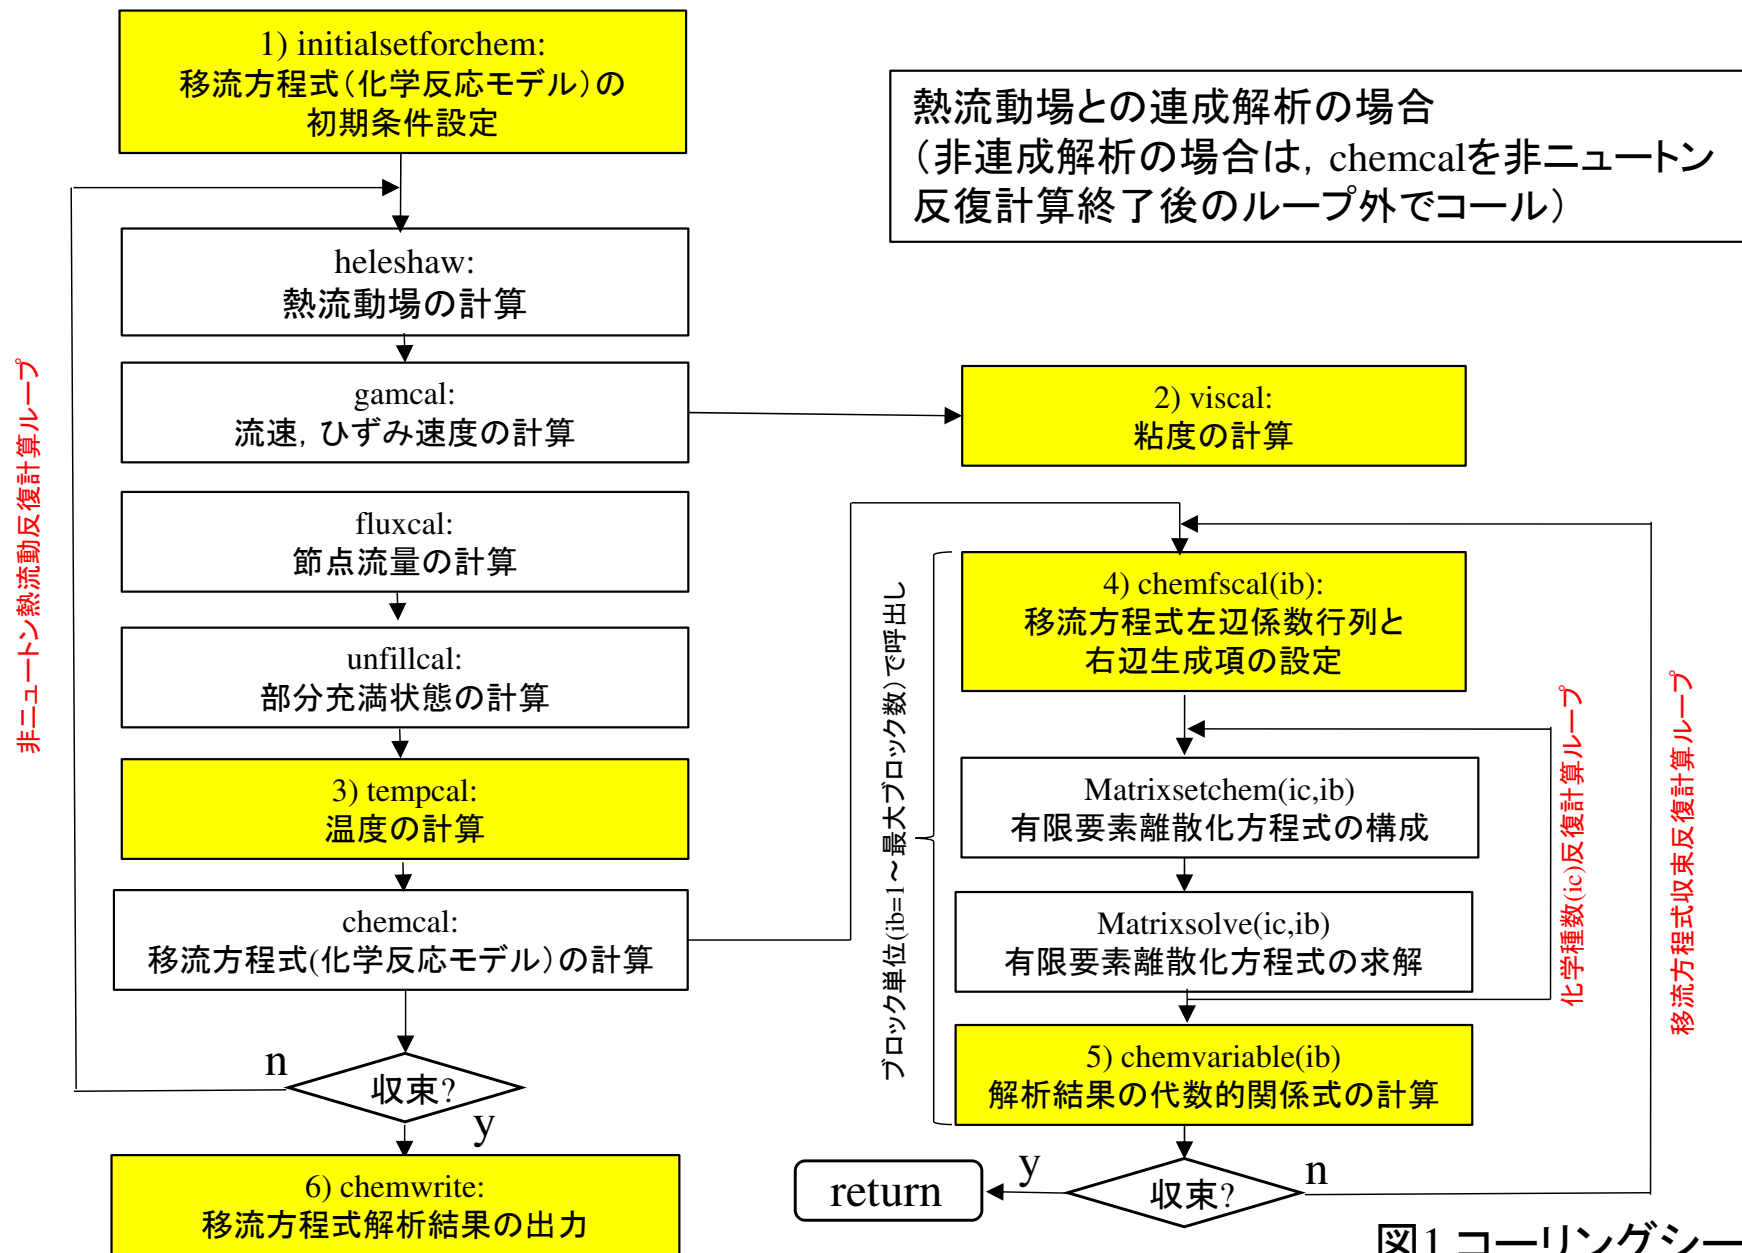 1) initialsetforchem:
移流方程式（化学反応モデル）の
初期条件設定
熱流動場との連成解析の場合
（非連成解析の場合は，chemcalを非ニュートン
反復計算終了後のループ外でコール）
heleshaw:
熱流動場の計算
gamcal:
流速，ひずみ速度の計算
2) viscal:
粘度の計算
fluxcal:
節点流量の計算
unfillcal:
部分充満状態の計算
3) tempcal:
温度の計算
chemcal:
移流方程式(化学反応モデル）の計算
収束?
n
y
6) chemwrite:
移流方程式解析結果の出力
非ニュートン熱流動反復計算ループ
ブロック単位(ib=1～最大ブロック数）で呼出し
4) chemfscal(ib):
移流方程式左辺係数行列と
右辺生成項の設定
Matrixsetchem(ic,ib)
有限要素離散化方程式の構成
Matrixsolve(ic,ib)
有限要素離散化方程式の求解
5) chemvariable(ib)
解析結果の代数的関係式の計算
化学種数(ic)反復計算ループ
移流方程式収束反復計算ループ
収束?
y
n
return
図1 コーリングシー